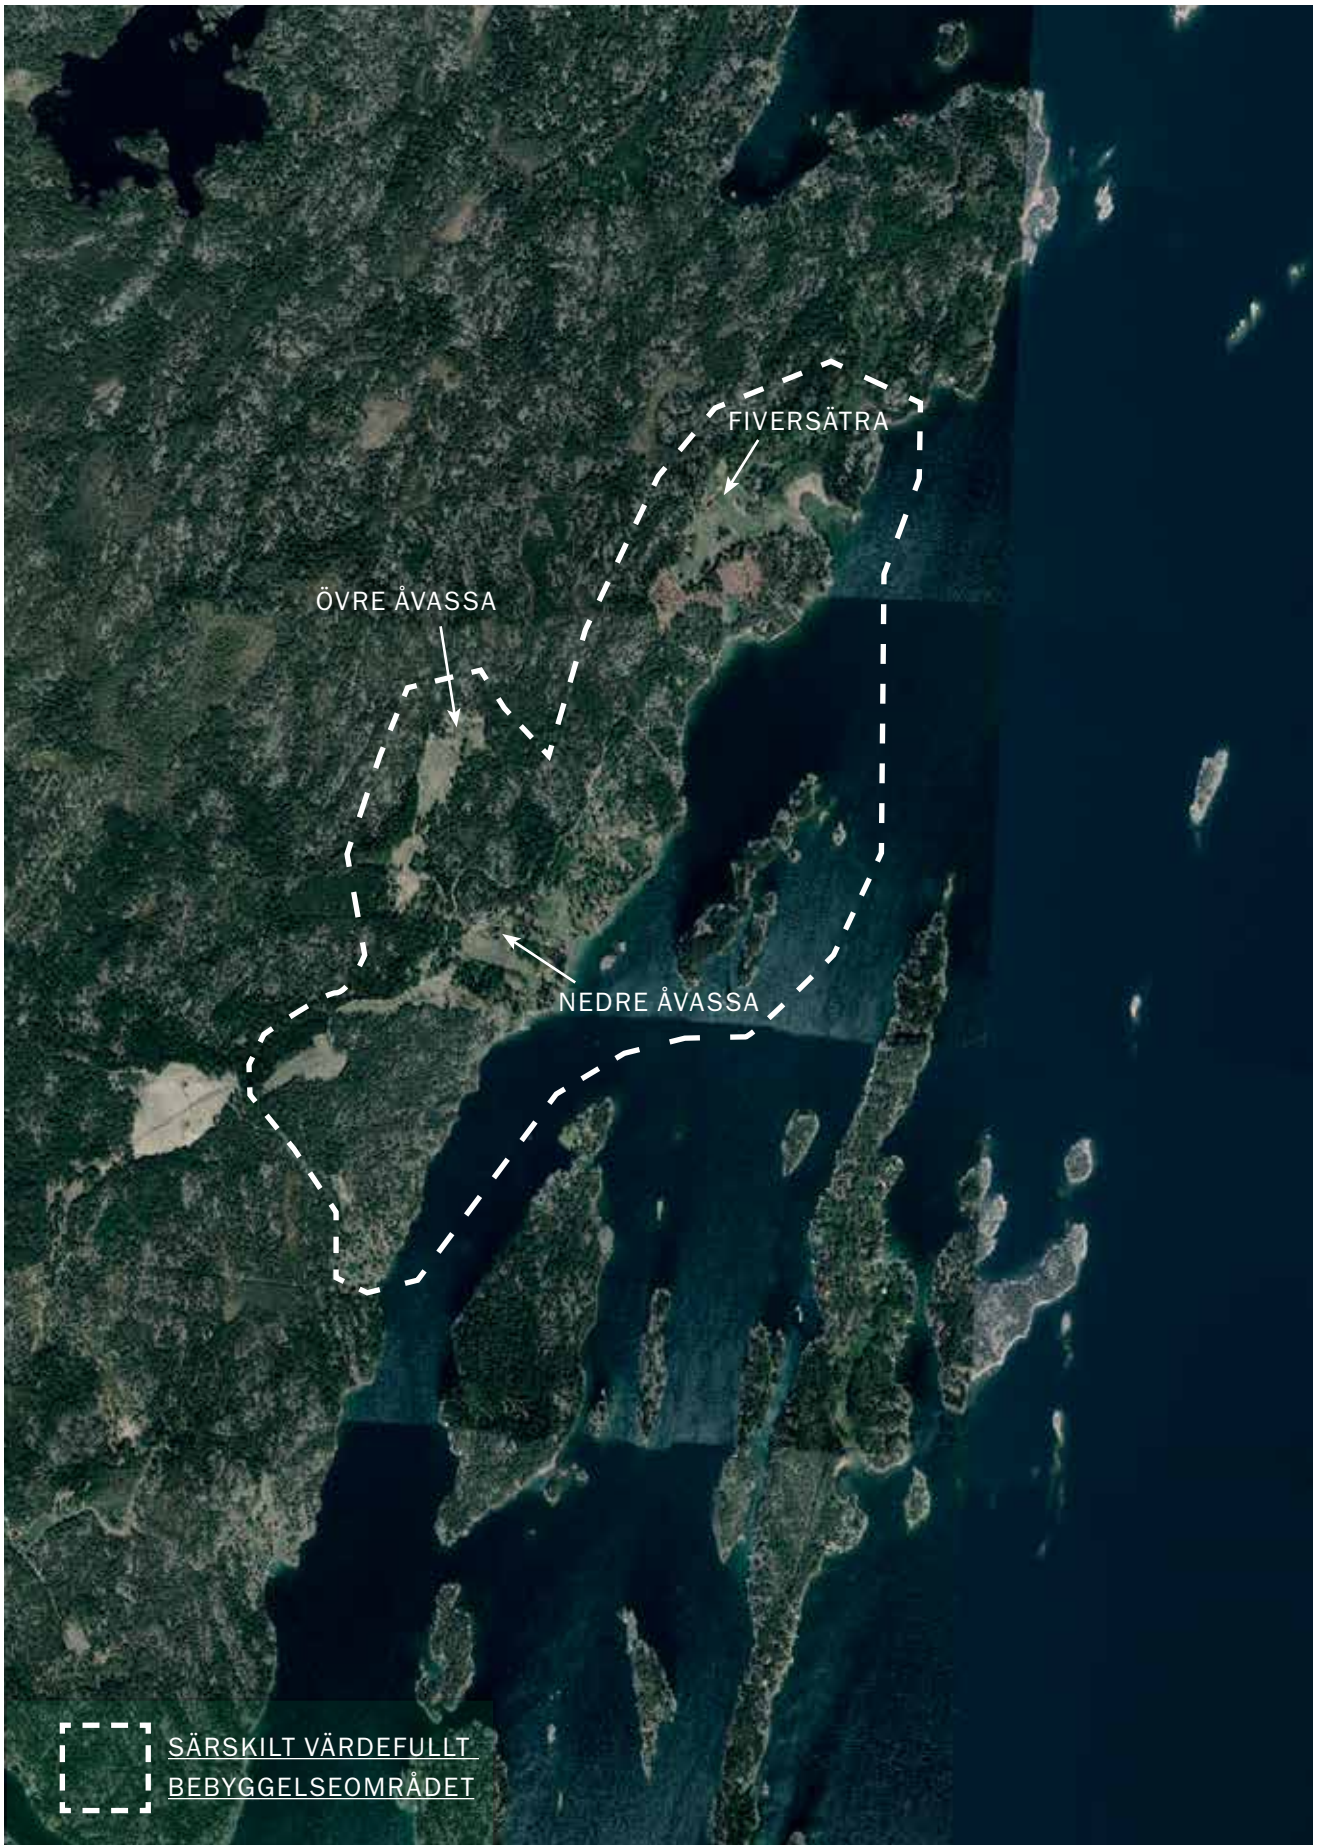 FIVERSÄTRA
ÖVRE ÅVASSA
NEDRE ÅVASSA
SÄRSKILT VÄRDEFULLT
BEBYGGELSEOMRÅDET